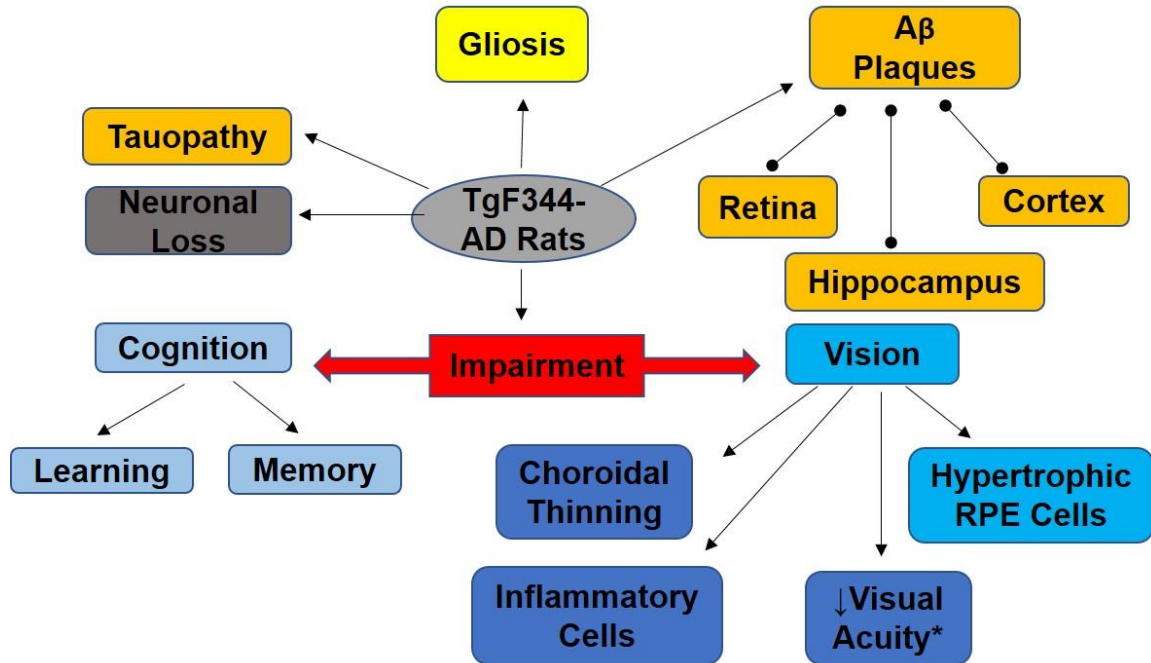 Gliosis
Aβ
Plaques
Tauopathy
Neuronal
Loss
TgF344-
AD Rats
Retina
Cortex
Hippocampus
Cognition
Impairment
Vision
Learning
Memory
Choroidal
Thinning
Hypertrophic
RPE Cells
Inflammatory
Cells
↓Visual
Acuity*